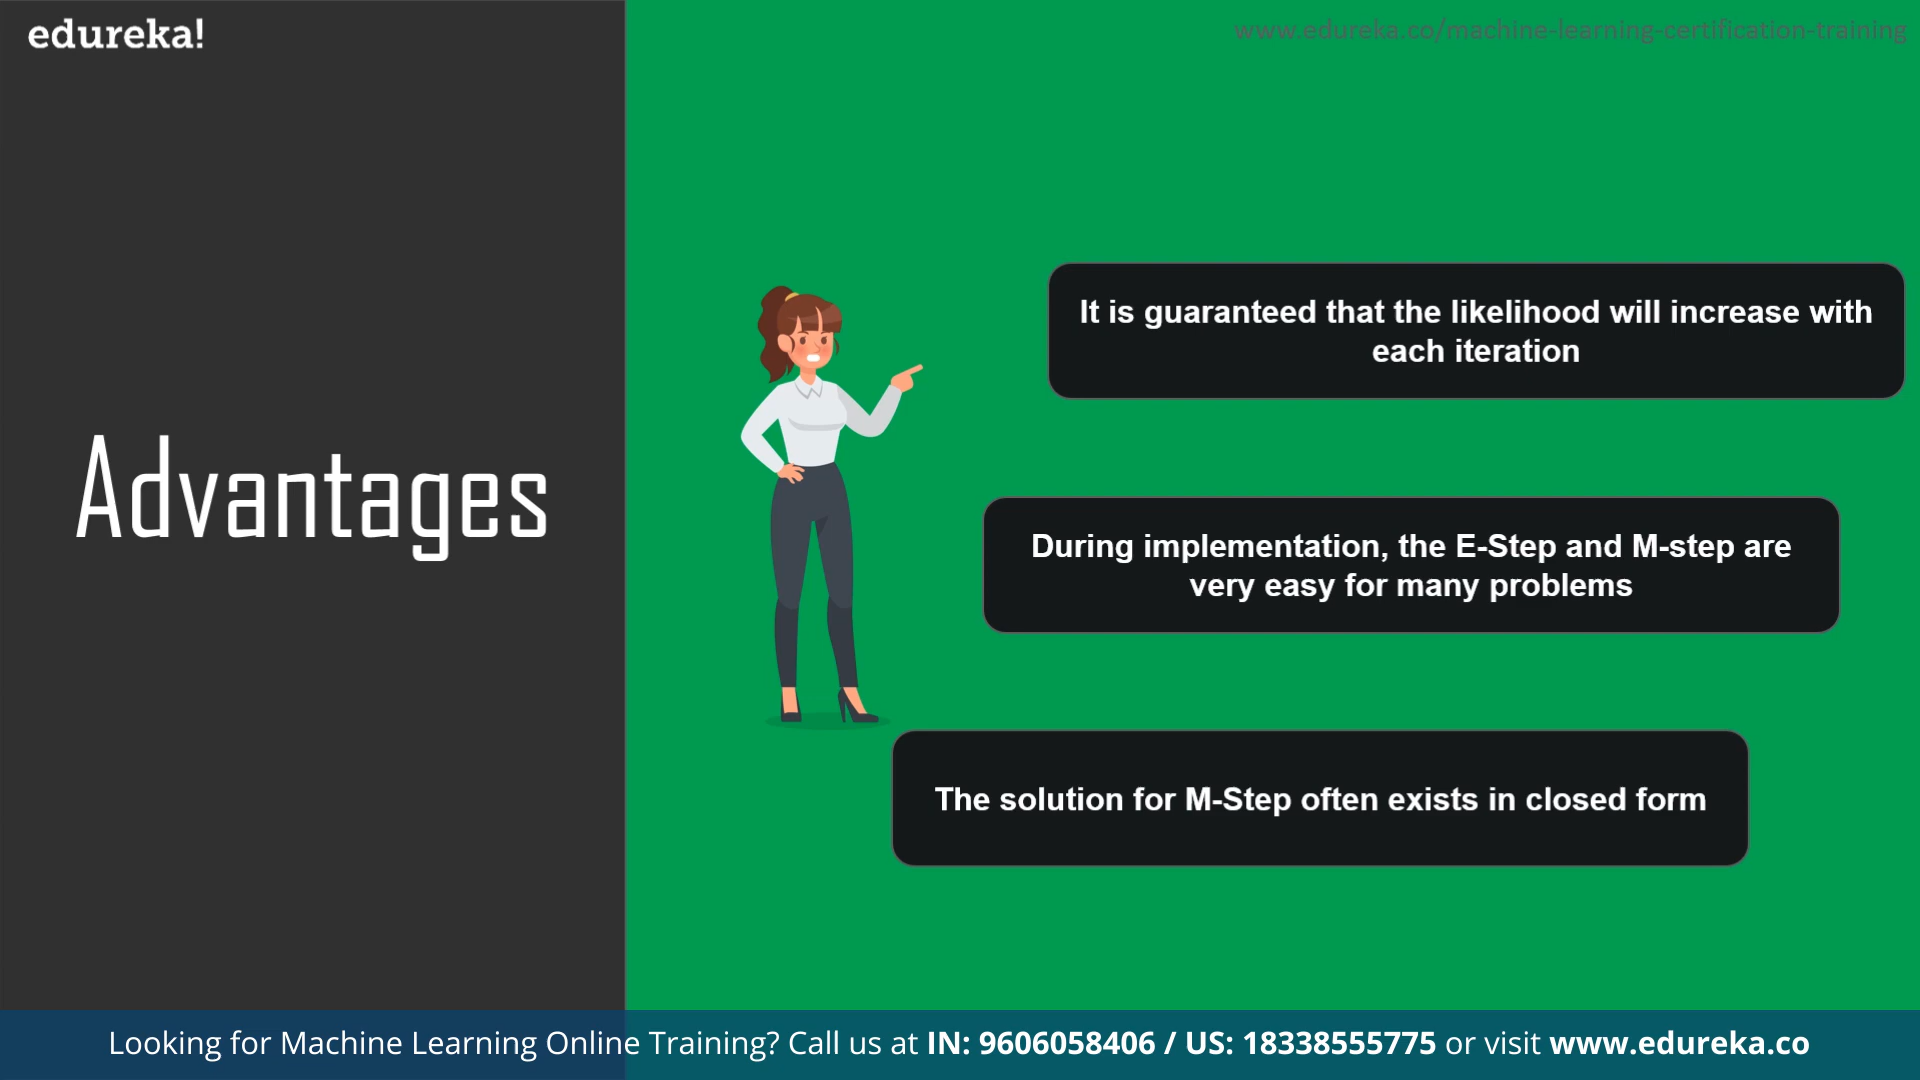 edureka!
www.edureka.co/machine-learning-certification-training
Advantages
It is guaranteed that the likelihood will increase with
each iteration
During implementation, the E-Step and M-step are
very easy for many problems
The solution for M-Step often exists in closed form
Looking for Machine Learning Online Training? Call us at IN: 9606058406 / US: 18338555775 or visit www.edureka.co